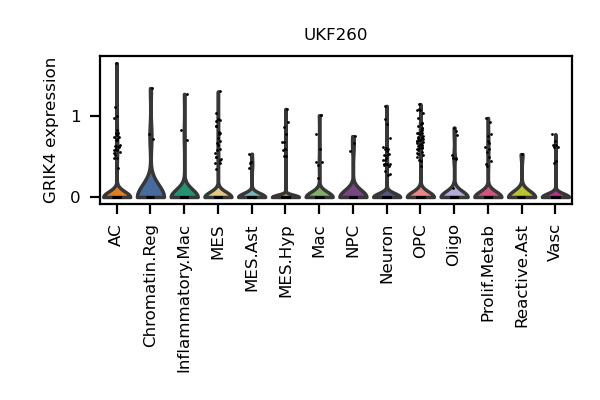 UKF260
GRIK4 expression
1
0
AC
Chromatin.Reg
Inflammatory.Mac
MES
MES.Ast
MES.Hyp
Mac
NPC
Neuron
OPC
Oligo
Prolif.Metab
Reactive.Ast
Vasc